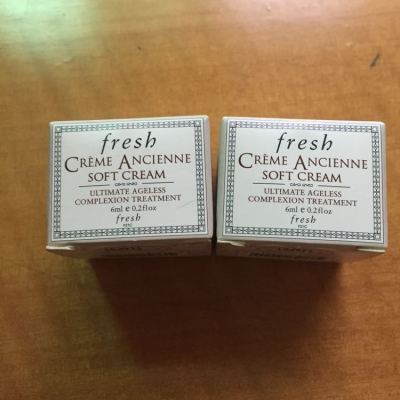 fresh
CRÈME ANCIENNE
SOFT CREAM
ULTIMATE AGELESS
COMPLEXION TREATMENT
6ml e 0.2fl oz
fresh
fresh
CRÈME ANCIENNE
SOFT CREAM
ULTIMATE AGELESS
COMPLEXION TREATMENT
6ml e 0.2fl oz
fresh